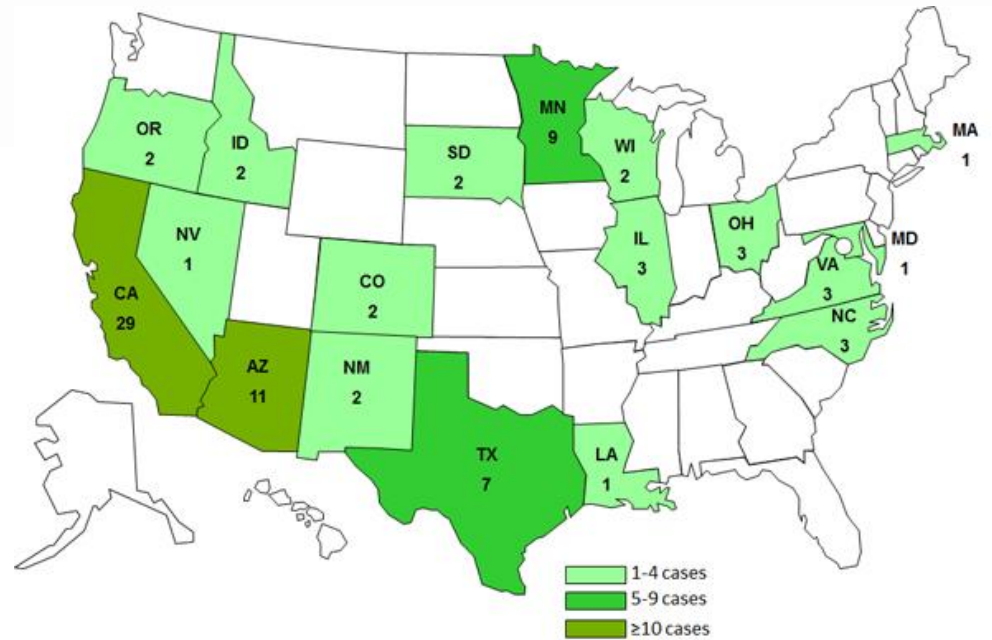 OR
2
ID
2
NV
1
CA
29
AZ
11
CO
2
NM
2
SD
2
MN
9
WI
2
IL
3
OH
3
MA
1
MD
1
VA
3
NC
3
TX
7
LA
1
1-4 cases
5-9 cases
≥10 cases